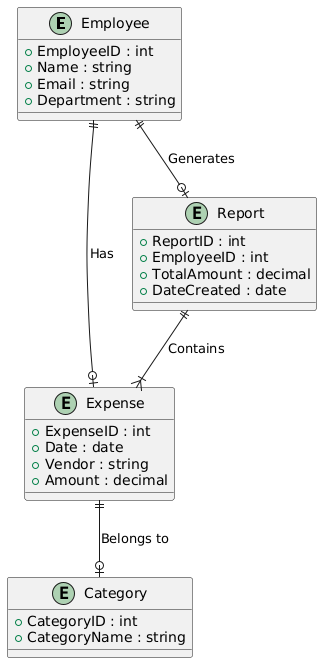 E Employee
EmployeeID : int
Name : string
Email : string
Department : string
Generates
E Report
ReportID : int
EmployeeID : int
TotalAmount : decimal
DateCreated : date
Has
Contains
E Expense
ExpenseID : int
Date : date
Vendor : string
Amount : decimal
Belongs to
E Category
CategoryID : int
CategoryName : string